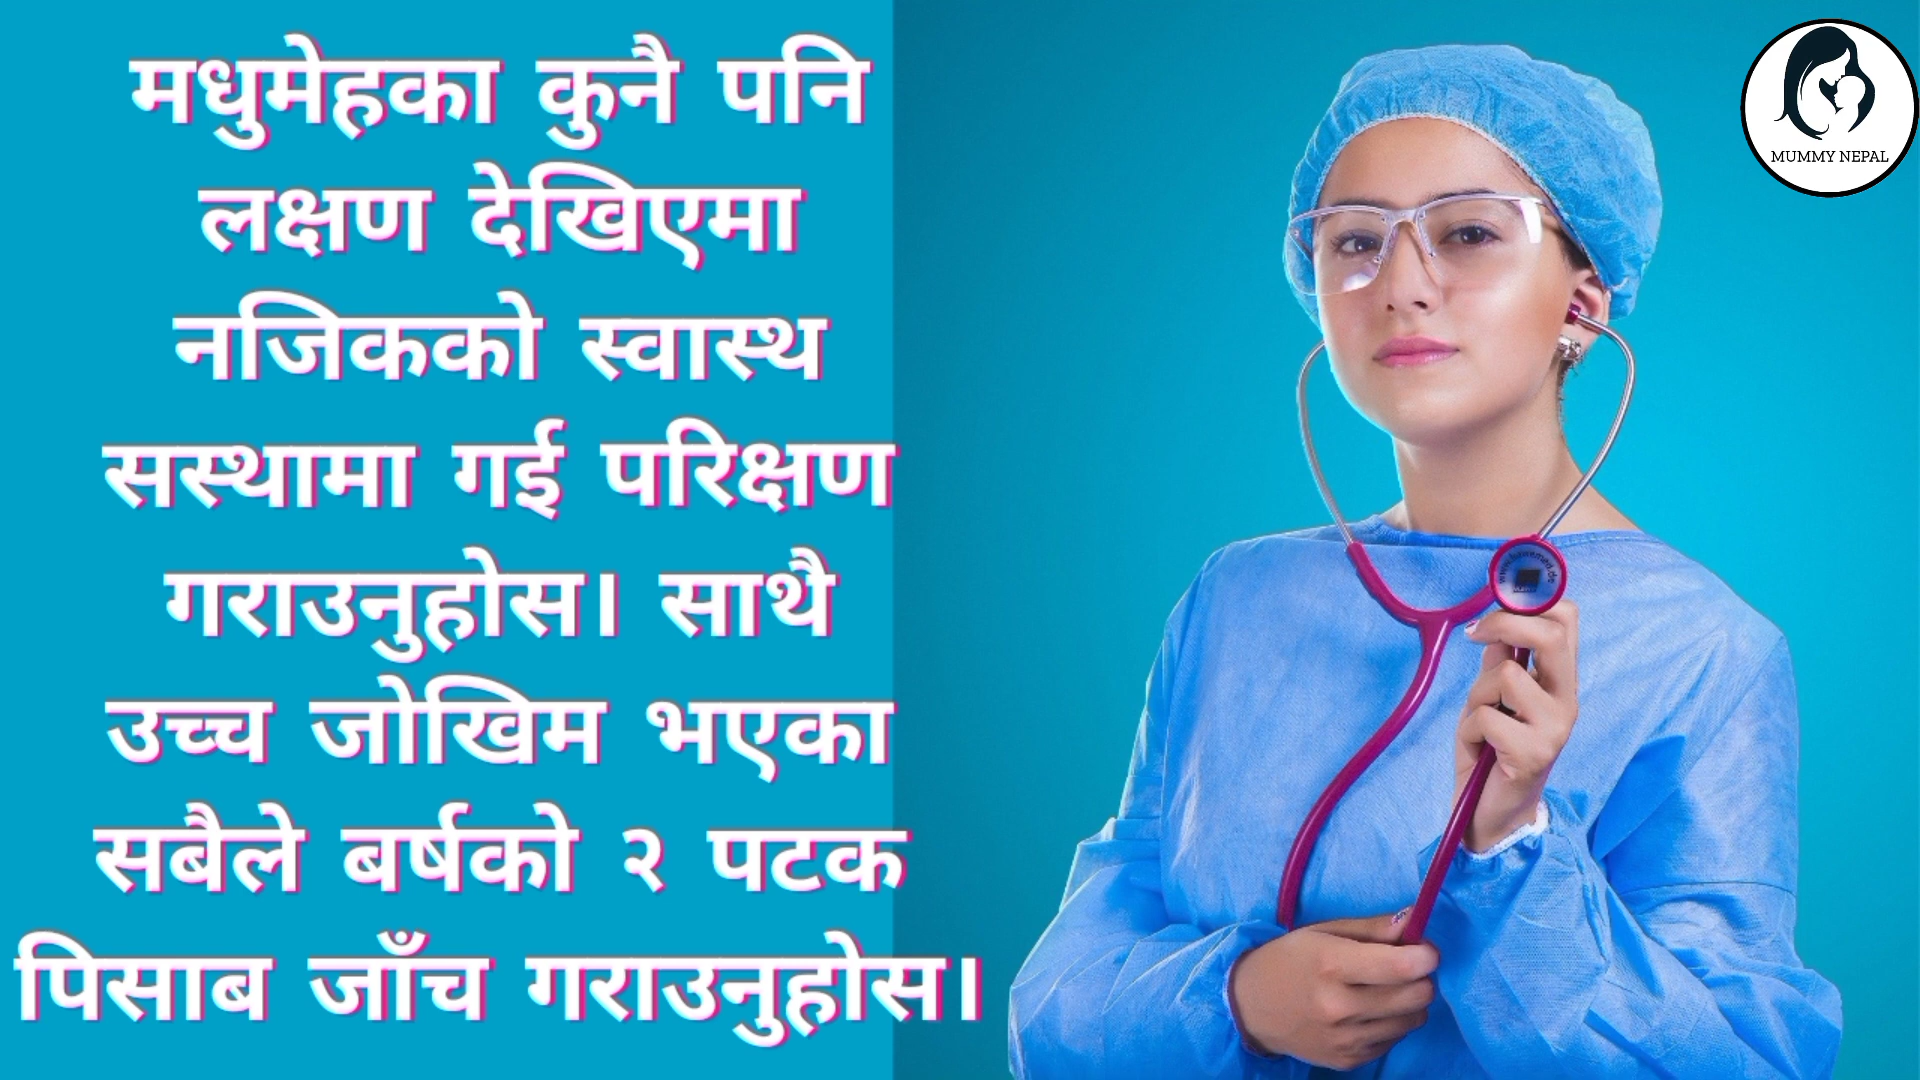 मधुमेहका कुनै पनि
लक्षण देखिएमा
नजिकको स्वास्थ
सस्थामा गई परिक्षण
गराउनुहोस। साथै
उच्च जोखिम भएका
सबैले बर्षको २ पटक
पिसाब जाँच गराउनुहोस।
MUMMY NEPAL